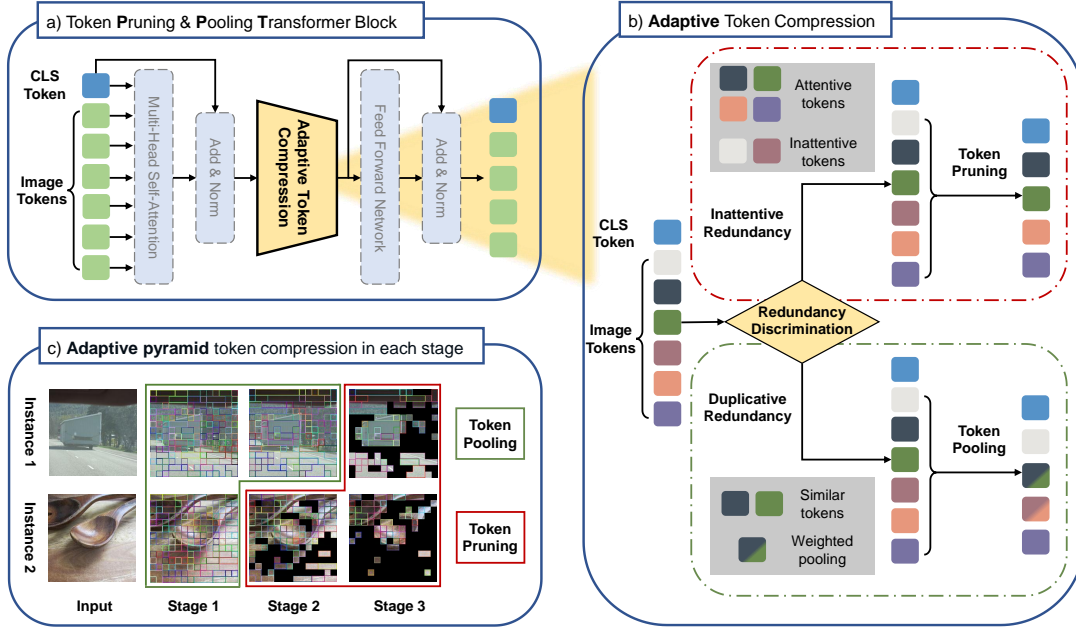 a) Token Pruning & Pooling Transformer Block
CLS
Token
Image
Tokens
Multi-Head
Self-Attention
Add & Norm
Adaptive Token
Compression
Feed Forward Network
Add & Norm
b) Adaptive Token Compression
Attentive
tokens
Inattentive
tokens
Token
Pruning
Inattentive
Redundancy
CLS
Token
Image
Tokens
Redundancy
Discrimination
Duplicative
Redundancy
Token
Pooling
Similar
tokens
Weighted
pooling
c) Adaptive pyramid token compression in each stage
Instance 1
Token
Pooling
Instance 2
Token
Pruning
Input
Stage 1
Stage 2
Stage 3